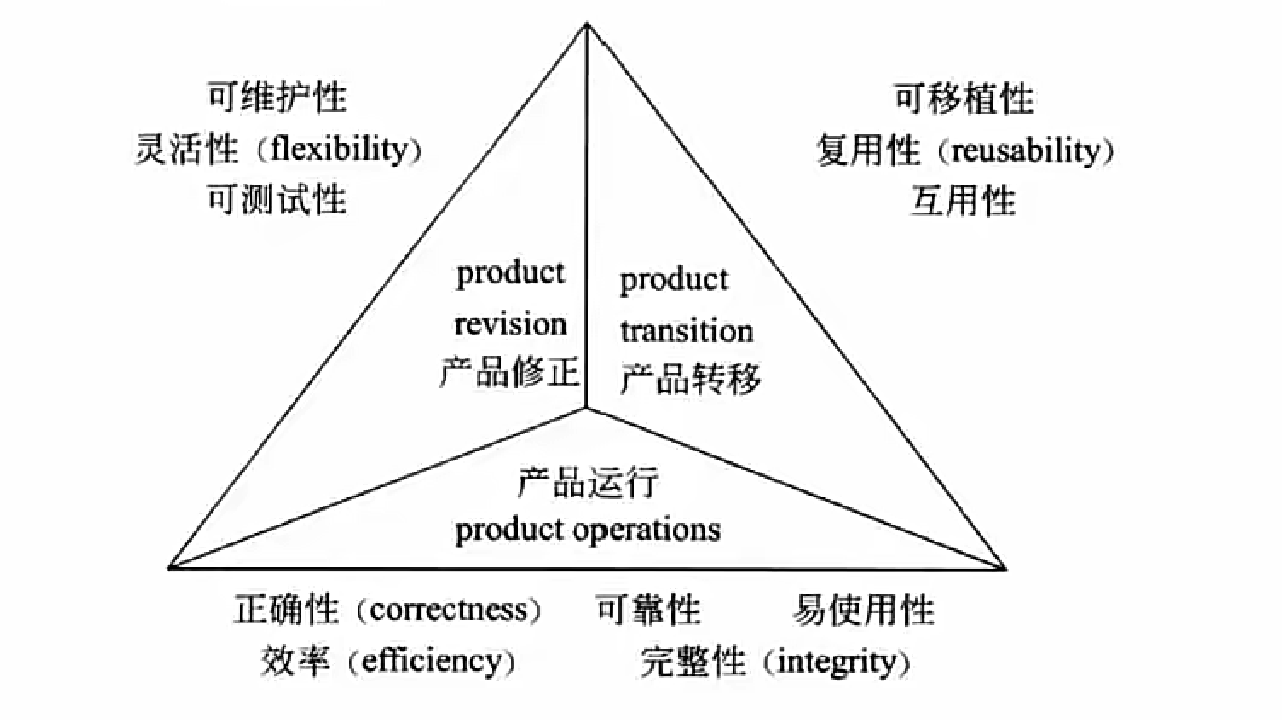 可维护性
灵活性（flexibility）
可测试性
可移植性
复用性（reusability）
互用性
product
revision
产品修正
product
transition
产品转移
产品运行
product operations
正确性（correctness） 可靠性 易使用性
效率（efficiency） 完整性（integrity）